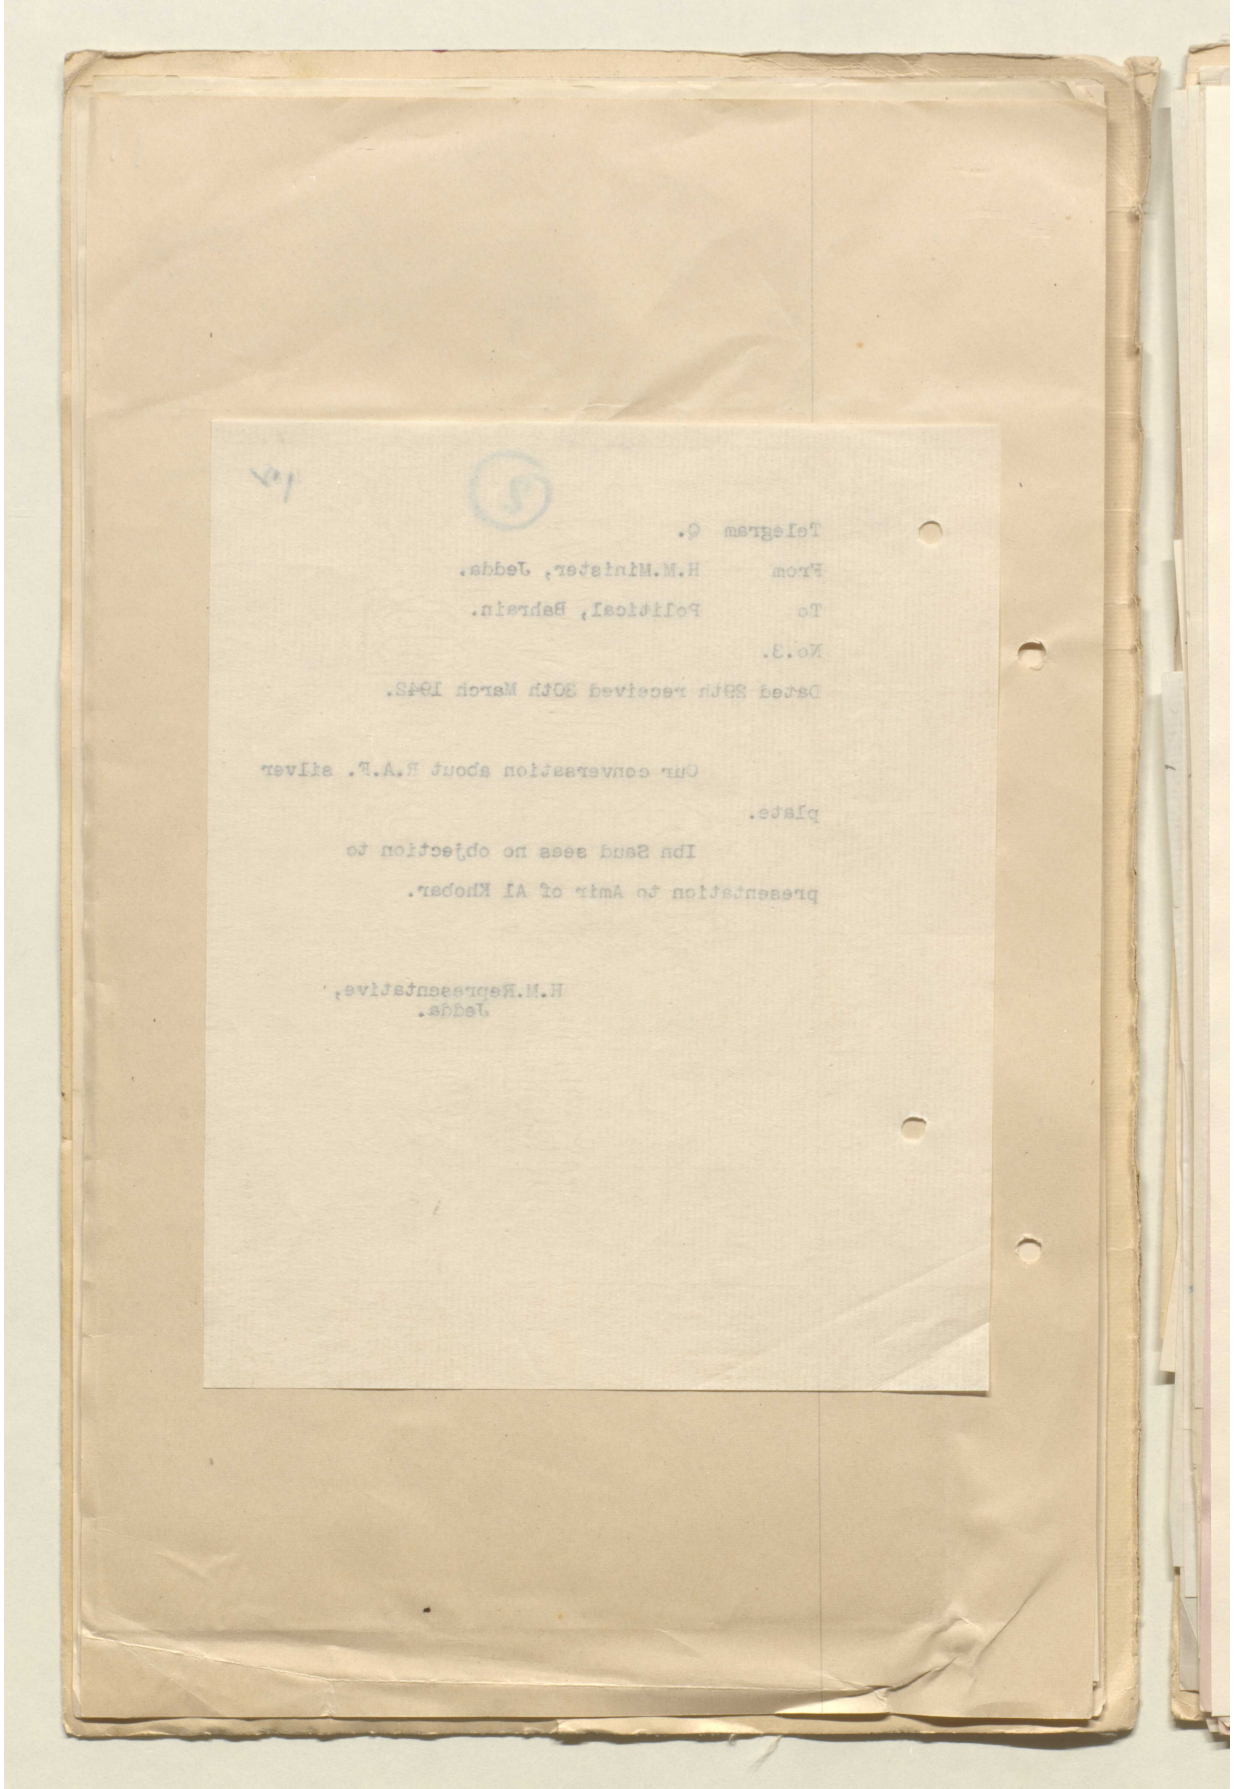 2
Telegram Q.
From H.M.Minister, Jedda.
To Political, Bahrain.
No.3.
Dated 29th received 30th March 1942.
Our conversation about R.A.F. silver
plate.
Ibn Saud sees no objection to
presentation to Amir of Al Khobar.
H.M.Representative,
Jedda.